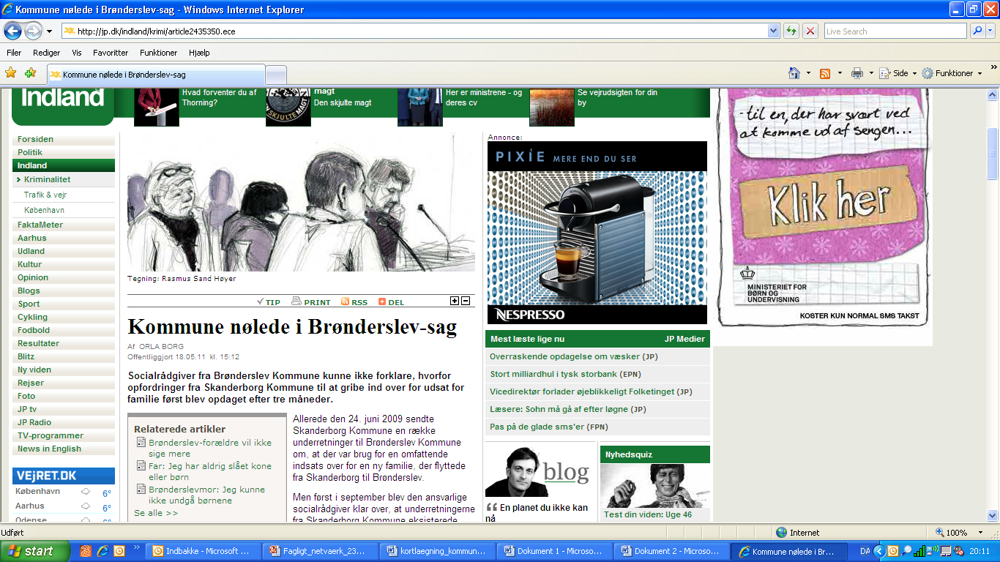 Kommune nølede i Brønderslev-sag - Windows Internet Explorer
http://jp.dk/indland/krimi/article2435350.ece
Live Search
Filer Rediger Vis Favoritter Funktioner Hjælp
Kommune nølede i Brønderslev-sag
Side Funktioner
Indland
Hvad forventer du af
Thorning?
magt
Den skjulte magt
SKJULTE MAGT
Her er ministrene - og
deres cv
Se vejrudsigten for din
by
Forsiden
Politik
Indland
Kriminalitet
Trafik & vejr
København
FaktaMeter
Aarhus
Udland
Kultur
Opinion
Blogs
Sport
Cykling
Fodbold
Resultater
Blitz
Ny viden
Rejser
Foto
JP tv
JP Radio
TV-programmer
News in English
VEJRET.DK
København 6°
Aarhus 6°
Odense 6°
Tegning: Rasmus Sand Høyer
TIP PRINT RSS DEL
Kommune nølede i Brønderslev-sag
Af ORLA BORG
Offentliggjort 18.05.11 kl. 15:12
Socialrådgiver fra Brønderslev Kommune kunne ikke forklare, hvorfor
opfordringer fra Skanderborg Kommune til at gribe ind over for udsat for
familie først blev opdaget efter tre måneder.
Relaterede artikler
Brønderslev-forældre vil ikke
sige mere
Far: Jeg har aldrig slået kone
eller børn
Brønderslevmor: Jeg kunne
ikke undgå børnene
Se alle >>
Allerede den 24. juni 2009 sendte
Skanderborg Kommune en række
underretninger til Brønderslev Kommune
om, at der var brug for en omfattende
indsats over for en ny familie, der flyttede
fra Skanderborg til Brønderslev.
Men først i september blev den ansvarlige
socialrådgiver klar over, at underretningerne
fra Skanderborg Kommune eksisterede
Annonce:
PIXIE MERE END DU SER
NESPRESSO
Mest læste lige nu JP Medier
Overraskende opdagelse om væsker (JP)
Stort milliardhul i tysk storbank (EPN)
Vicedirektør forlader øjeblikkeligt Folketinget (JP)
Læsere: Sohn må gå af efter løgne (JP)
Pas på de glade sms'er (FPN)
blog
En planet du ikke kan
nå
Nyhedsquiz
Test din viden: Uge 46
- til en, der har svært ved
at komme ud af sengen...
Klik her
MINISTERIET FOR
BØRN OG
UNDERVISNING
KOSTER KUN NORMAL SMS TAKST
Udført Internet 100%
start Indbakke - Microsoft ... Fagligt_netvaerk_23... kortlaegning_kommun... Dokument 1 - Microso... Dokument 2 - Microso... Kommune nølede i Br... DA 20:11